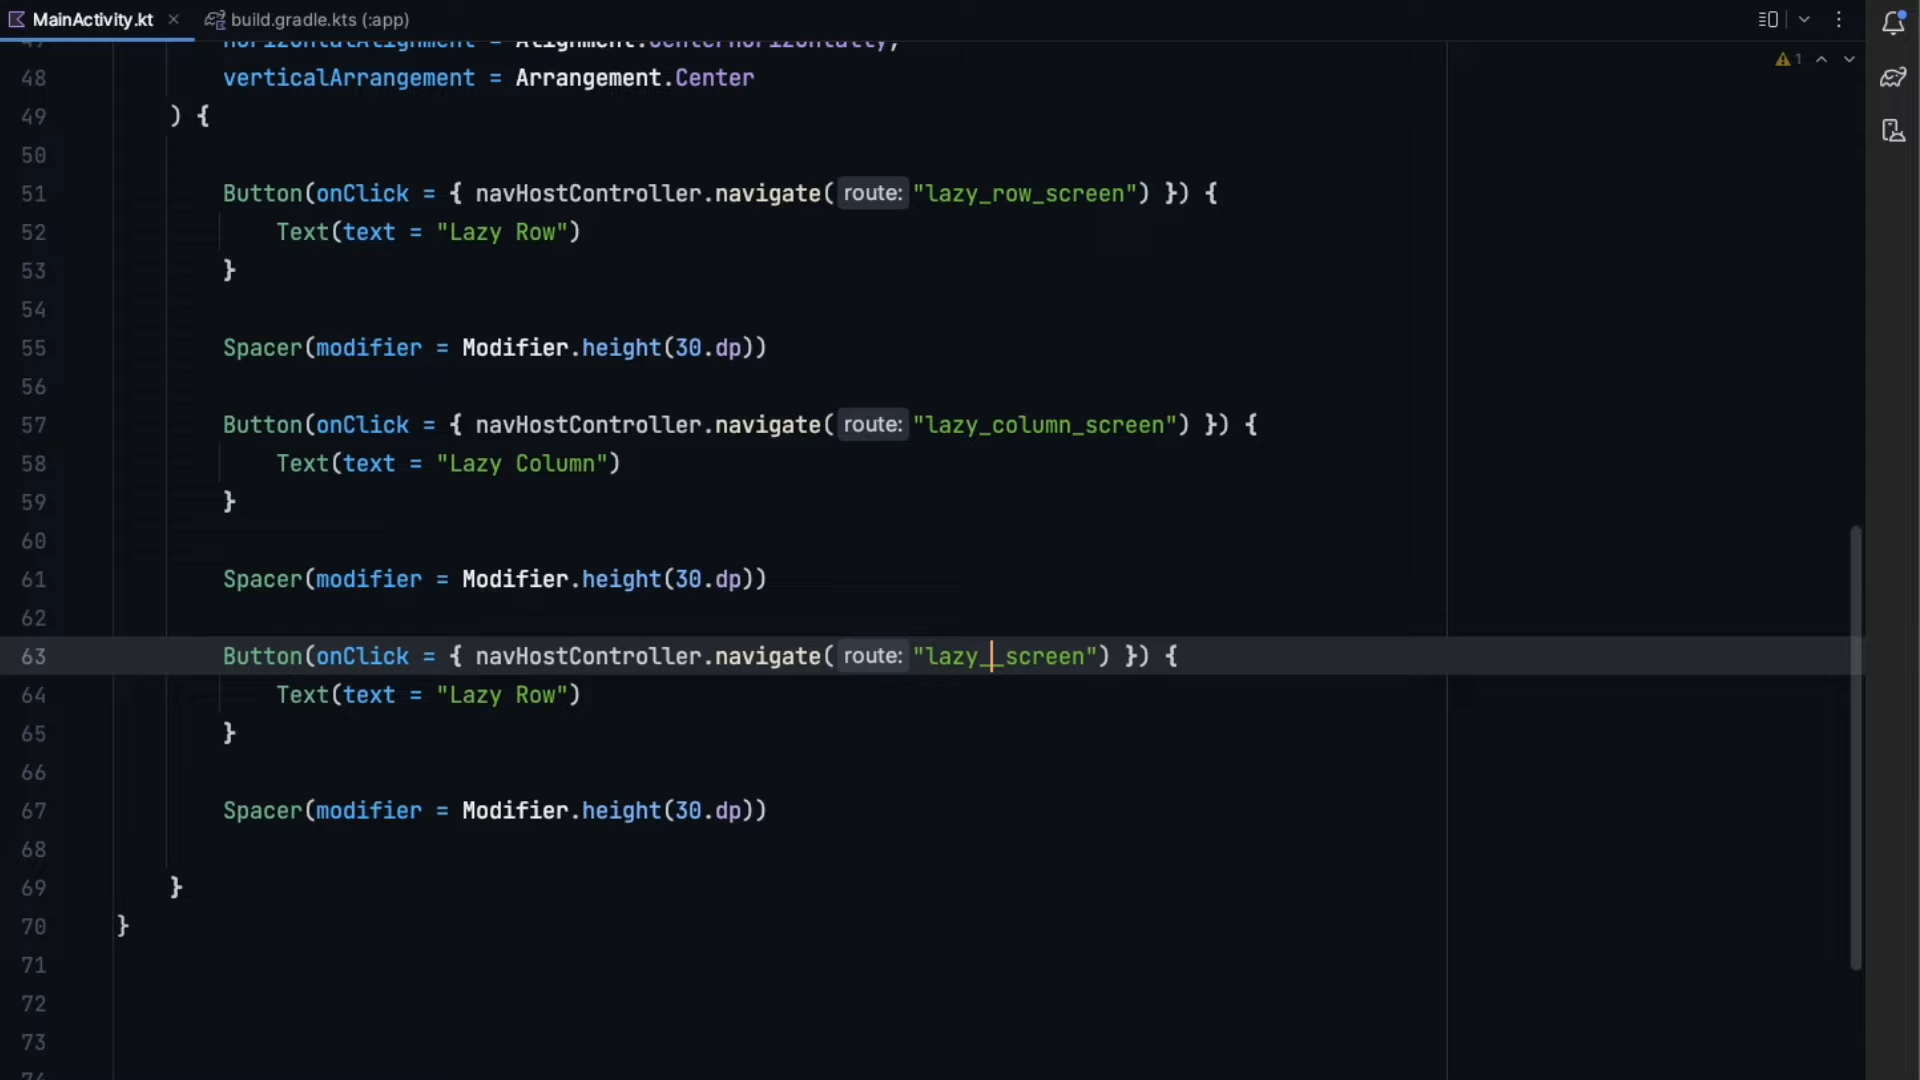 MainActivity.kt
build.gradle.kts (:app)
1
48 verticalArrangement = Arrangement.Center
49 ) {
50
51 Button(onClick = { navHostController.navigate( route: "lazy_row_screen") }) {
52 Text(text = "Lazy Row")
53 }
54
55 Spacer(modifier = Modifier.height(30.dp))
56
57 Button(onClick = { navHostController.navigate( route: "lazy_column_screen") }) {
58 Text(text = "Lazy Column")
59 }
60
61 Spacer(modifier = Modifier.height(30.dp))
62
63 Button(onClick = { navHostController.navigate( route: "lazy__screen") }) {
64 Text(text = "Lazy Row")
65 }
66
67 Spacer(modifier = Modifier.height(30.dp))
68
69 }
70 }
71
72
73